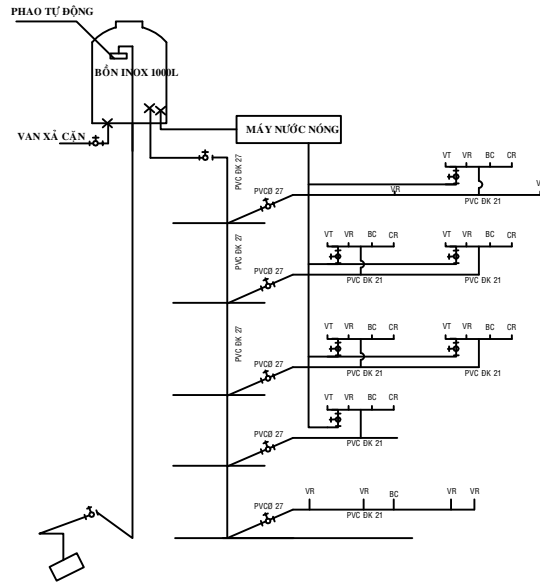 PHAO TỰ ĐỘNG
BỒN INOX 1000L
VAN XẢ CẶN
MÁY NƯỚC NÓNG
PVC ĐK 27
PVCØ 27
VT VR BC CR
VR
V
PVC ĐK 21
PVC ĐK 27
PVCØ 27
VT VR BC CR
VT VR BC CR
PVC ĐK 21
PVC ĐK 21
PVC ĐK 27
PVCØ 27
VT VR BC CR
VT VR BC CR
PVC ĐK 21
PVC ĐK 21
PVCØ 27
VT VR BC CR
PVC ĐK 21
PVCØ 27
VR VR BC VR VR
PVC ĐK 21